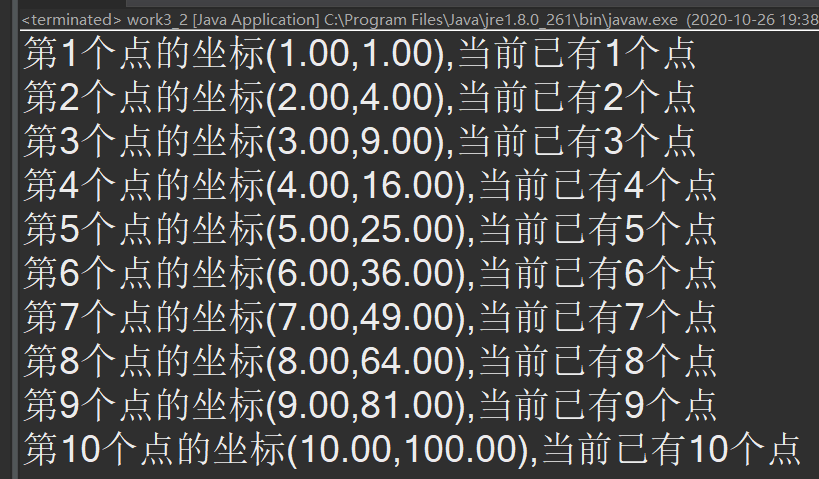 <terminated> work3_2 [Java Application] C:\Program Files\Java\jre1.8.0_261\bin\javaw.exe (2020-10-26 19:38
第1个点的坐标(1.00,1.00),当前已有1个点
第2个点的坐标(2.00,4.00),当前已有2个点
第3个点的坐标(3.00,9.00),当前已有3个点
第4个点的坐标(4.00,16.00),当前已有4个点
第5个点的坐标(5.00,25.00),当前已有5个点
第6个点的坐标(6.00,36.00),当前已有6个点
第7个点的坐标(7.00,49.00),当前已有7个点
第8个点的坐标(8.00,64.00),当前已有8个点
第9个点的坐标(9.00,81.00),当前已有9个点
第10个点的坐标(10.00,100.00),当前已有10个点